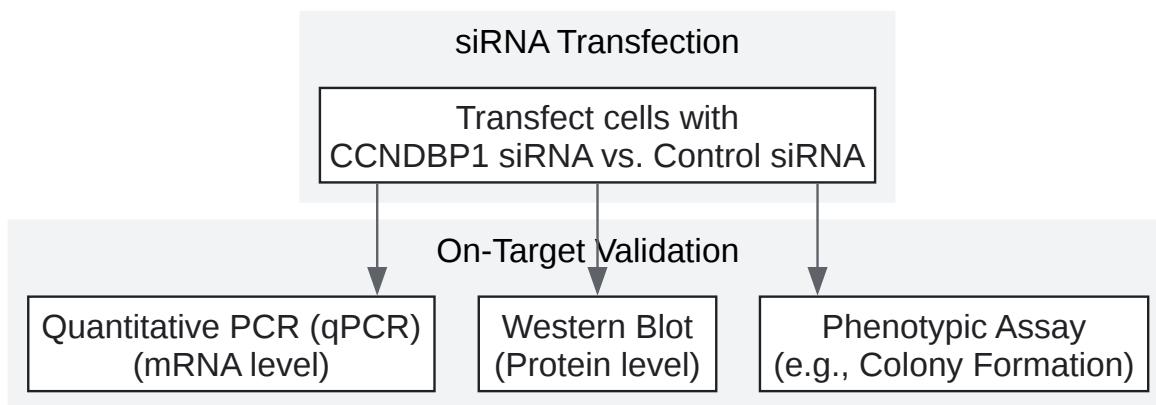 siRNA Transfection
Transfect cells with
CCNDBP1 siRNA vs. Control siRNA
On-Target Validation
Quantitative PCR (qPCR)
(mRNA level)
Western Blot
(Protein level)
Phenotypic Assay
(e.g., Colony Formation)